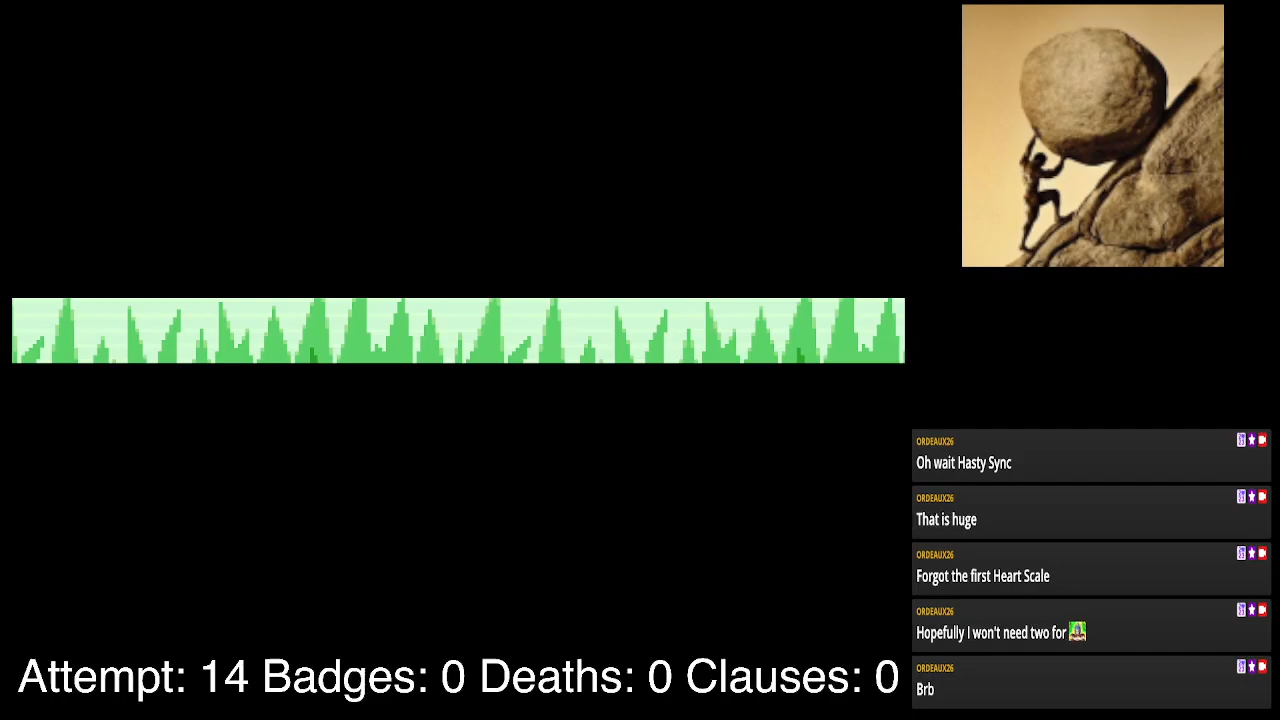 ORDEAUX26
Oh wait Hasty Sync
ORDEAUX26
That is huge
ORDEAUX26
Forgot the first Heart Scale
ORDEAUX26
Hopefully I won't need two for
ORDEAUX26
Brb
Attempt: 14 Badges: 0 Deaths: 0 Clauses: 0